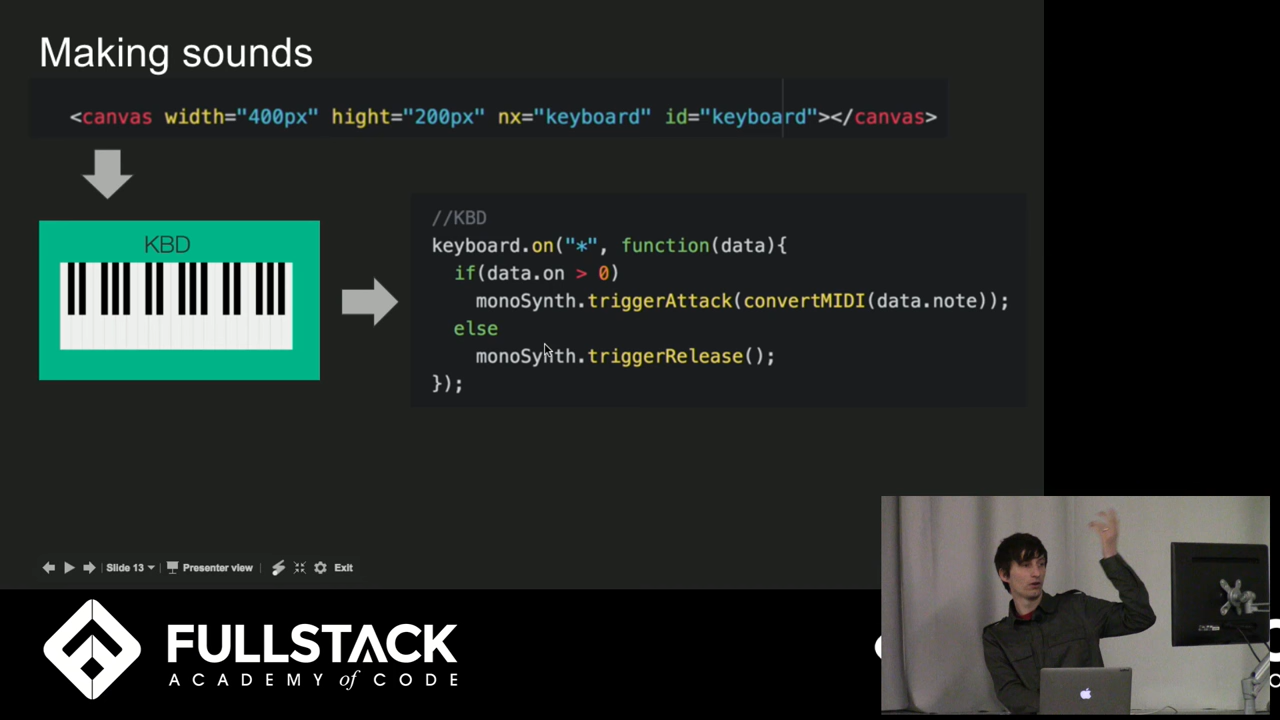 Making sounds
<canvas width="400px" hight="200px" nx="keyboard" id="keyboard"></canvas>
KBD
//KBD
keyboard.on("*", function(data){
if(data.on > 0)
monoSynth.triggerAttack(convertMIDI(data.note));
else
monoSynth.triggerRelease();
});
Slide 13
Presenter view
Exit
FULLSTACK
ACADEMY of CODE